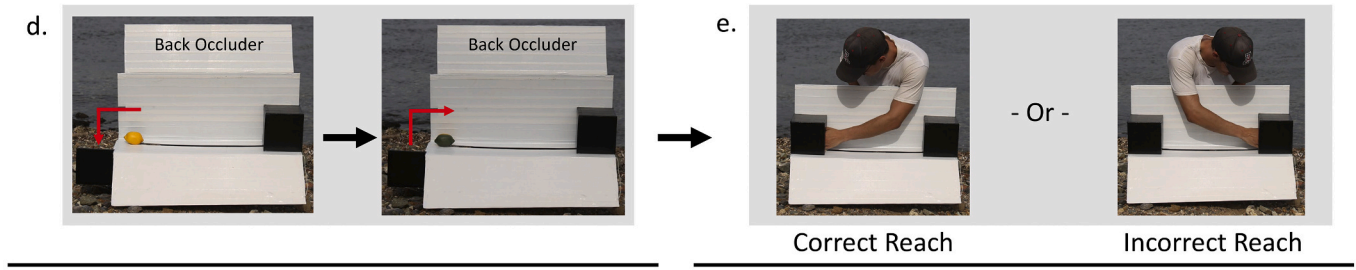 d.
Back Occluder
Back Occluder
e.
- Or -
Correct Reach
Incorrect Reach